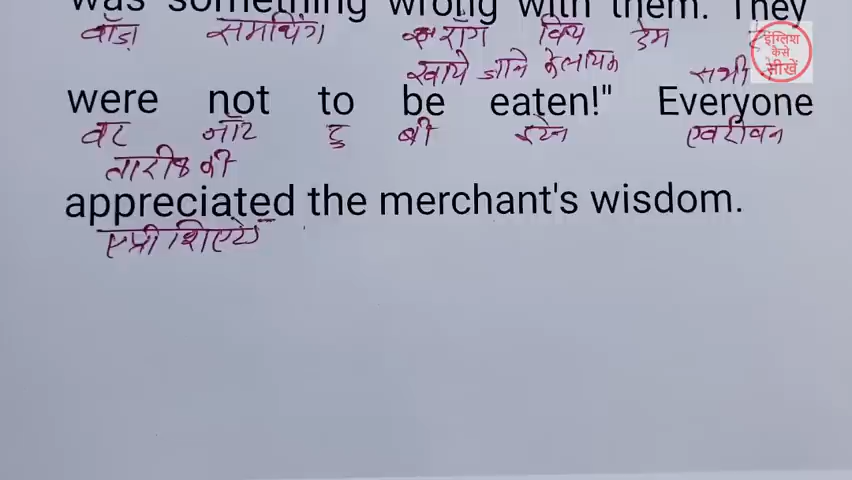 was something wrong with them. They
वॉज़ समथिंग रॉंग विथ देम
इंग्लिश
कैसे
सीखें
खाये जाने के लायक सभी
were not to be eaten!" Everyone
वर नॉट टु बी इटेन एवरीवन
तारीफ की
appreciated the merchant's wisdom.
एप्रीशिएटेड